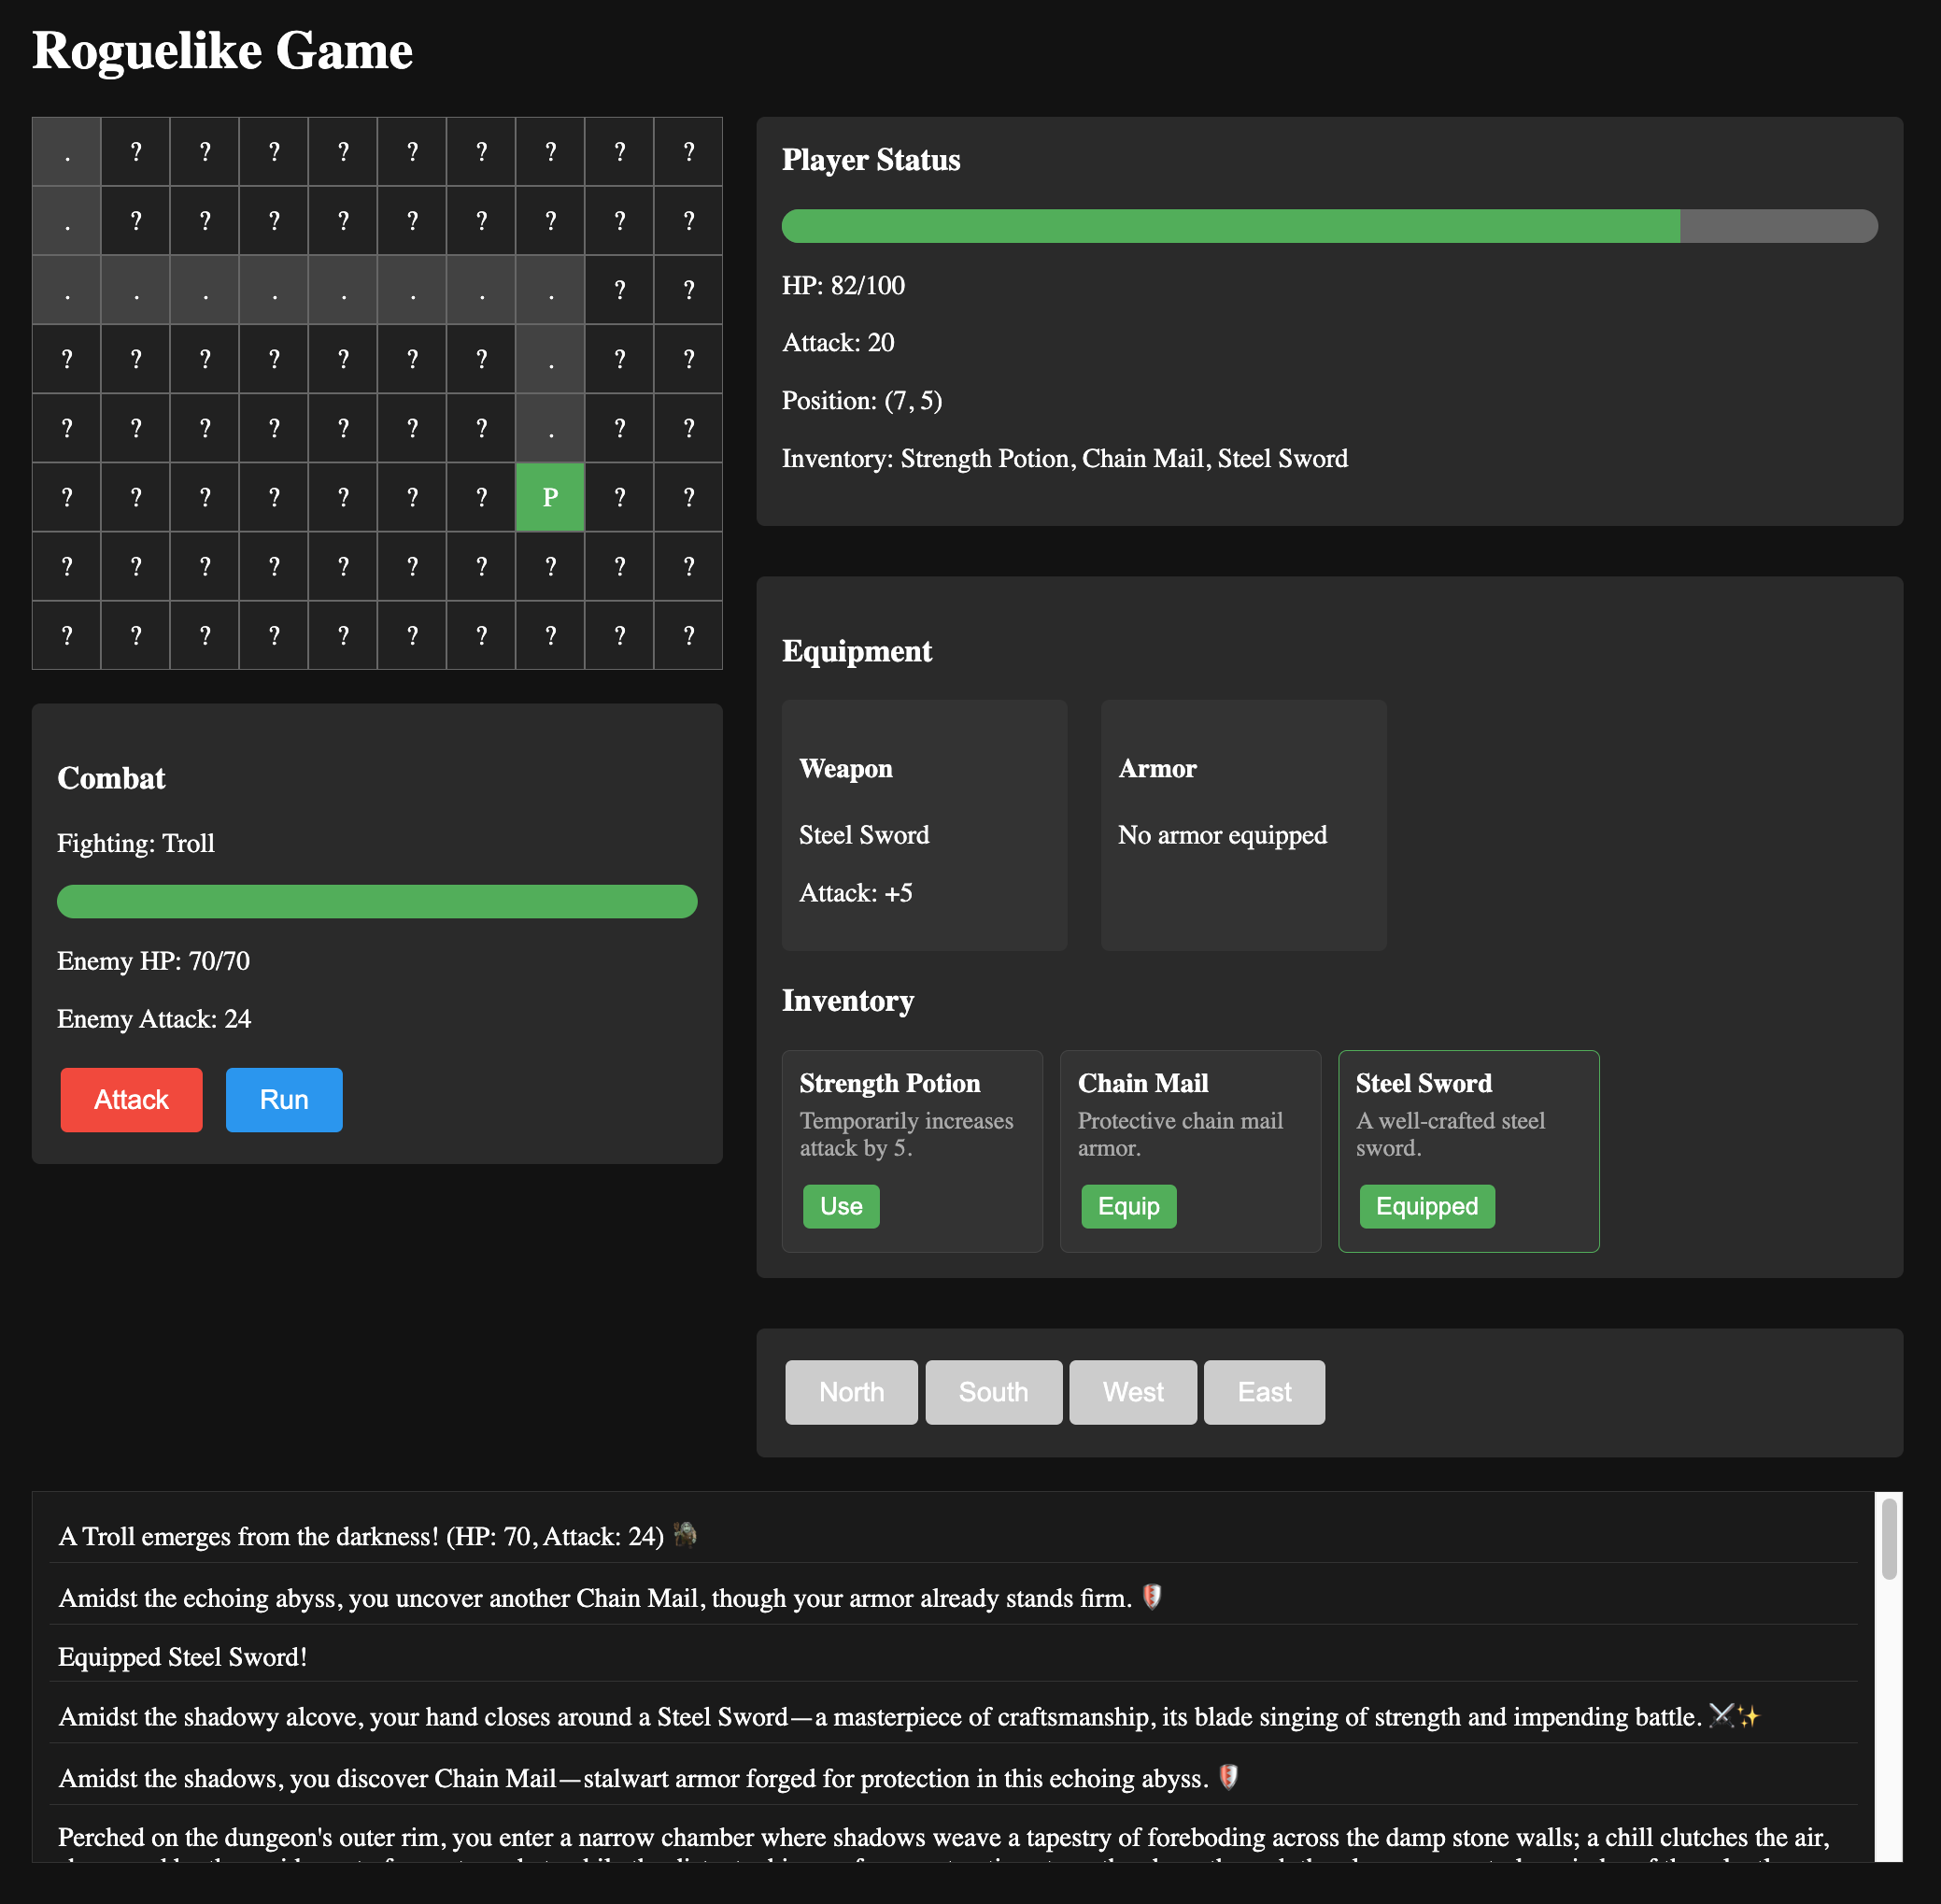 Roguelike Game
. ? ? ? ? ? ? ? ? ?
. ? ? ? ? ? ? ? ? ?
. . . . . . . . ? ?
? ? ? ? ? ? ? . ? ?
? ? ? ? ? ? ? . ? ?
? ? ? ? ? ? ? P ? ?
? ? ? ? ? ? ? ? ? ?
? ? ? ? ? ? ? ? ? ?
Combat
Fighting: Troll
Enemy HP: 70/70
Enemy Attack: 24
Attack Run
Player Status
HP: 82/100
Attack: 20
Position: (7, 5)
Inventory: Strength Potion, Chain Mail, Steel Sword
Equipment
Weapon
Steel Sword
Attack: +5
Armor
No armor equipped
Inventory
Strength Potion
Temporarily increases
attack by 5.
Use
Chain Mail
Protective chain mail
armor.
Equip
Steel Sword
A well-crafted steel
sword.
Equipped
North South West East
A Troll emerges from the darkness! (HP: 70, Attack: 24) 🧌
Amidst the echoing abyss, you uncover another Chain Mail, though your armor already stands firm. 🛡️
Equipped Steel Sword!
Amidst the shadowy alcove, your hand closes around a Steel Sword—a masterpiece of craftsmanship, its blade singing of strength and impending battle. ⚔️✨
Amidst the shadows, you discover Chain Mail—stalwart armor forged for protection in this echoing abyss. 🛡️
Perched on the dungeon's outer rim, you enter a narrow chamber where shadows weave a tapestry of foreboding across the damp stone walls; a chill clutches the air,